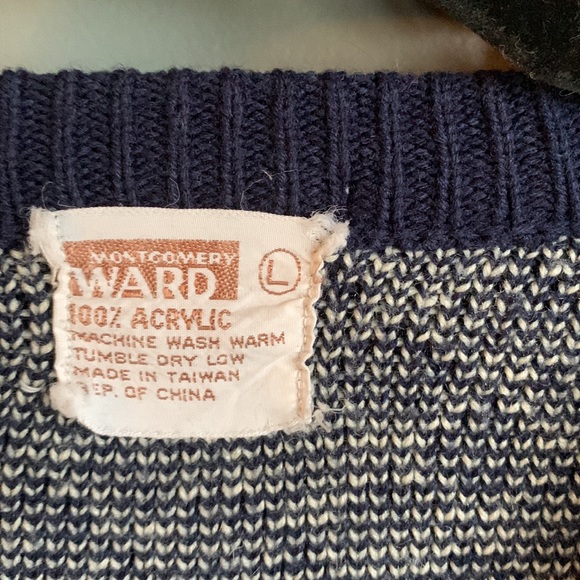 MONTGOMERY
WARD
L
100% ACRYLIC
MACHINE WASH WARM
TUMBLE DRY LOW
MADE IN TAIWAN
REP. OF CHINA